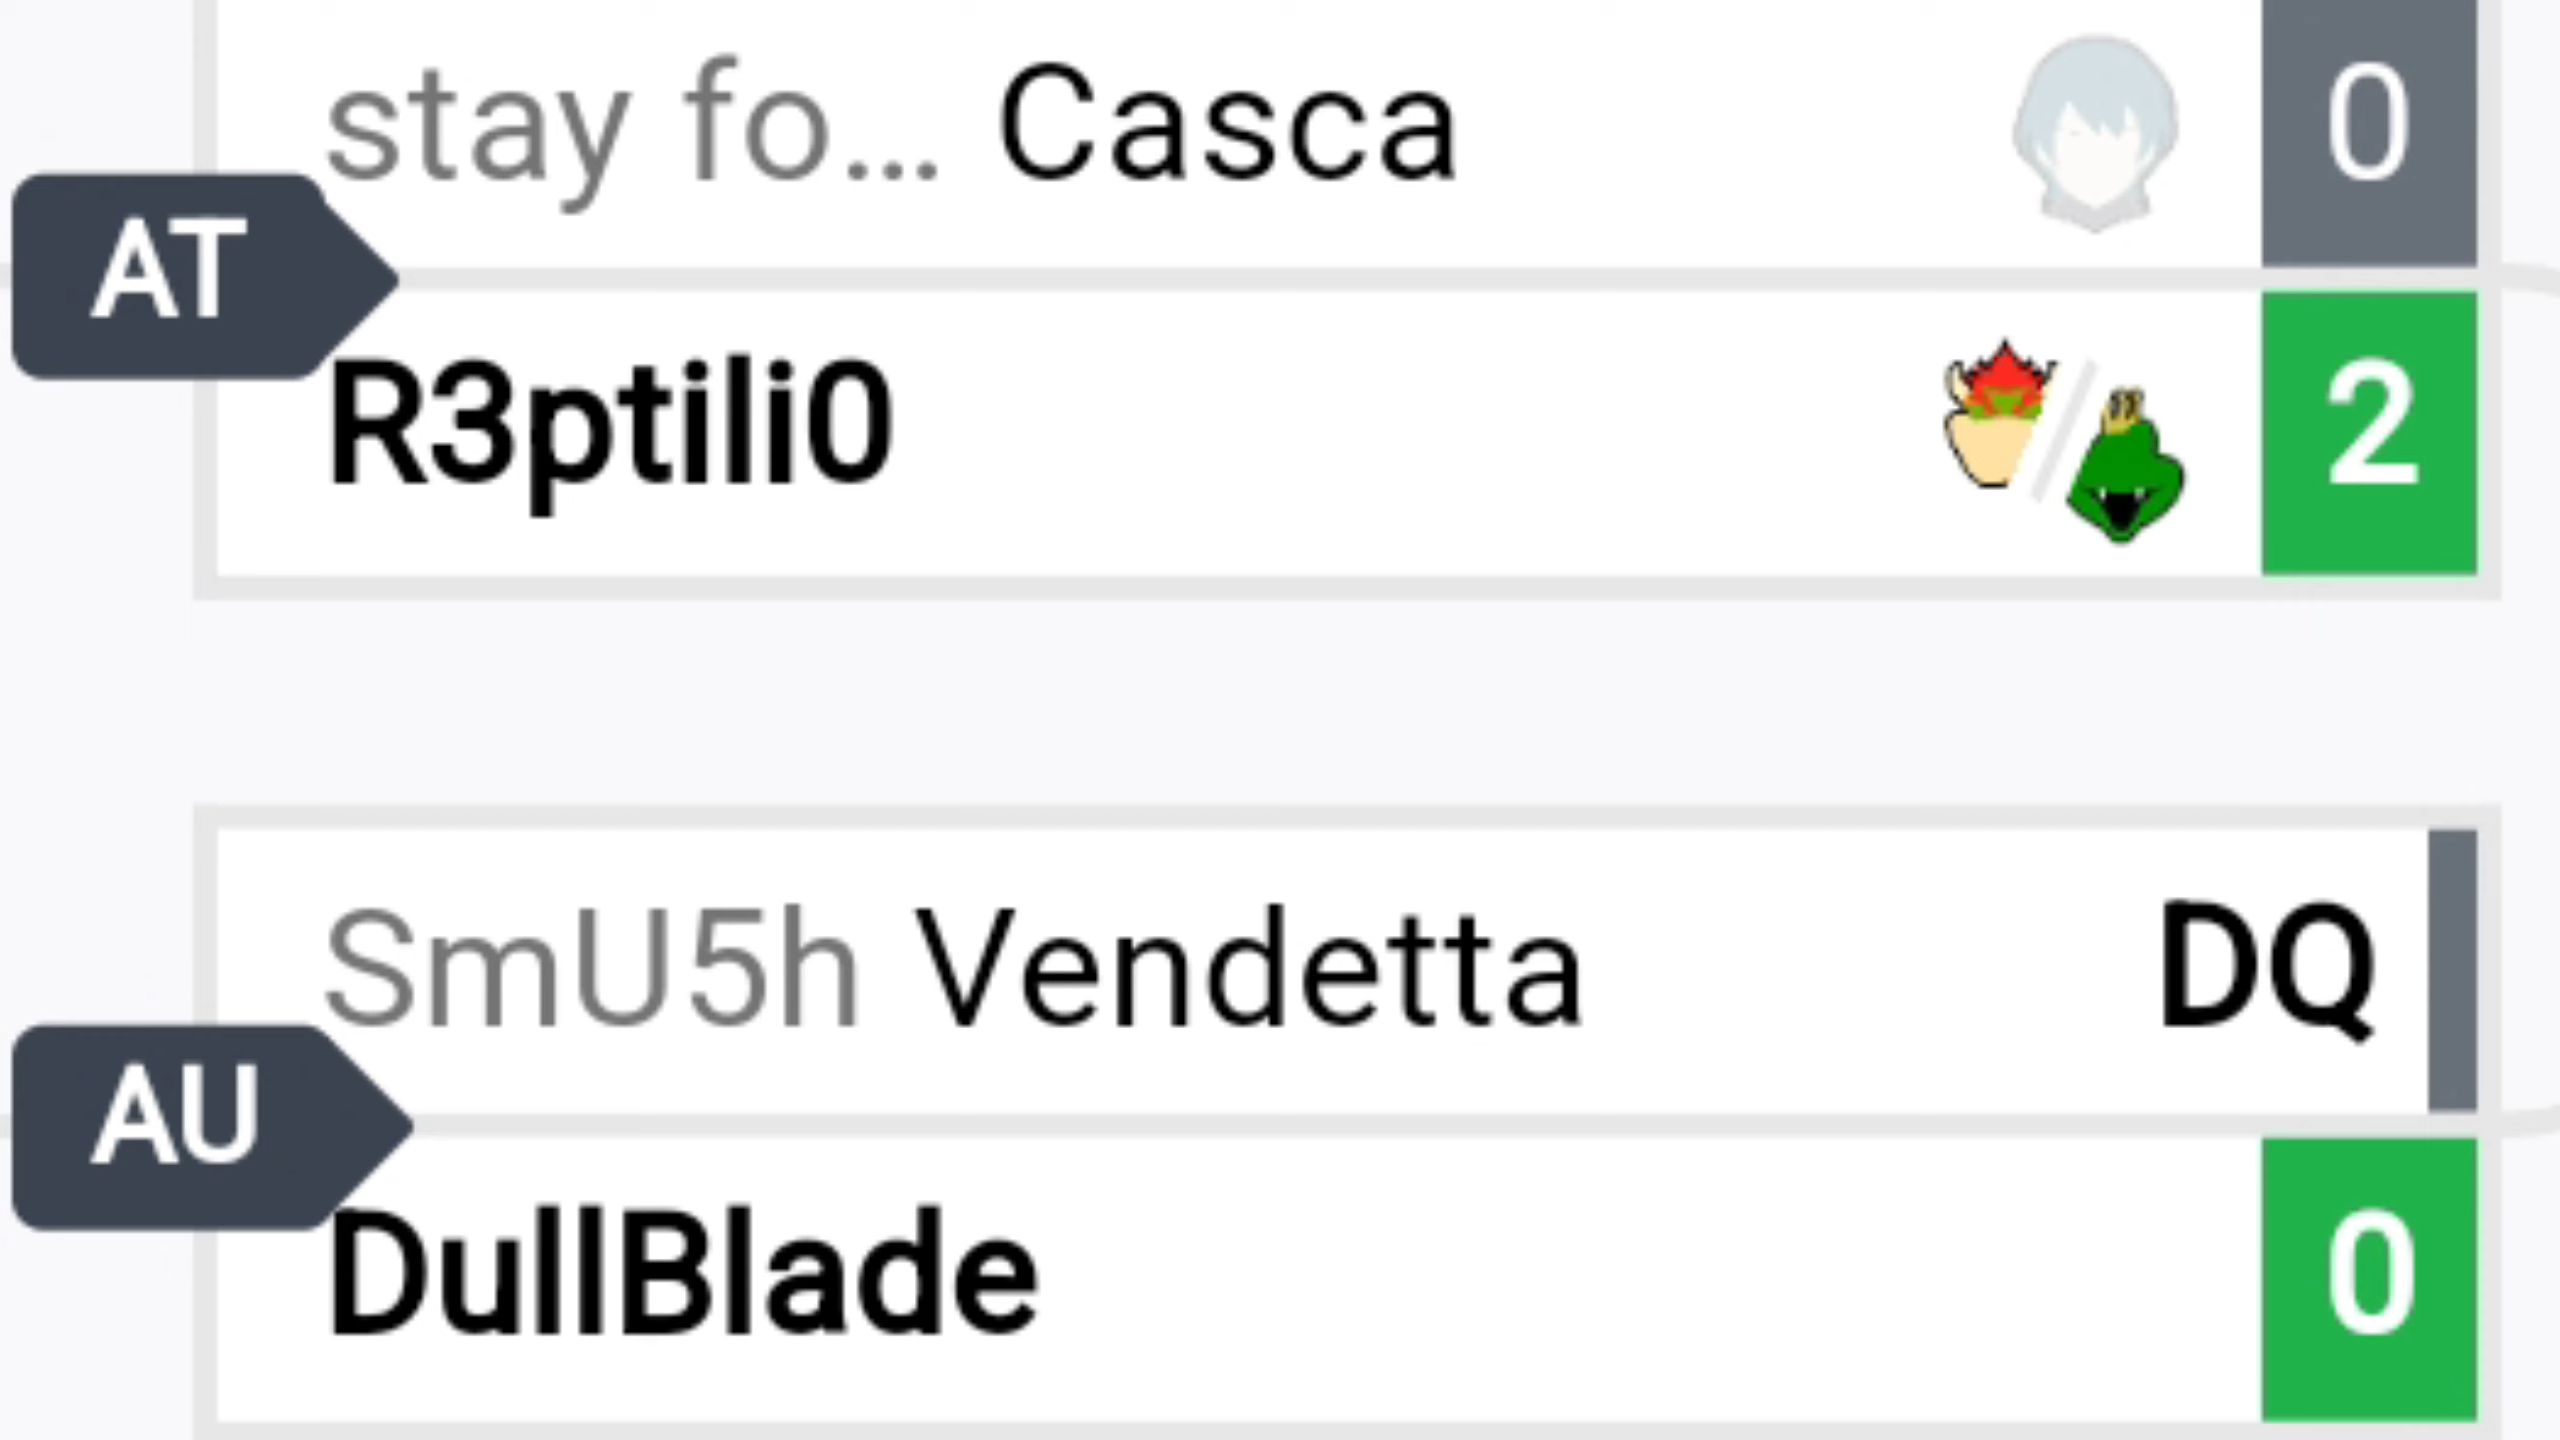 stay fo... Casca 0
AT
R3ptili0 2
SmU5h Vendetta DQ
AU
DullBlade 0